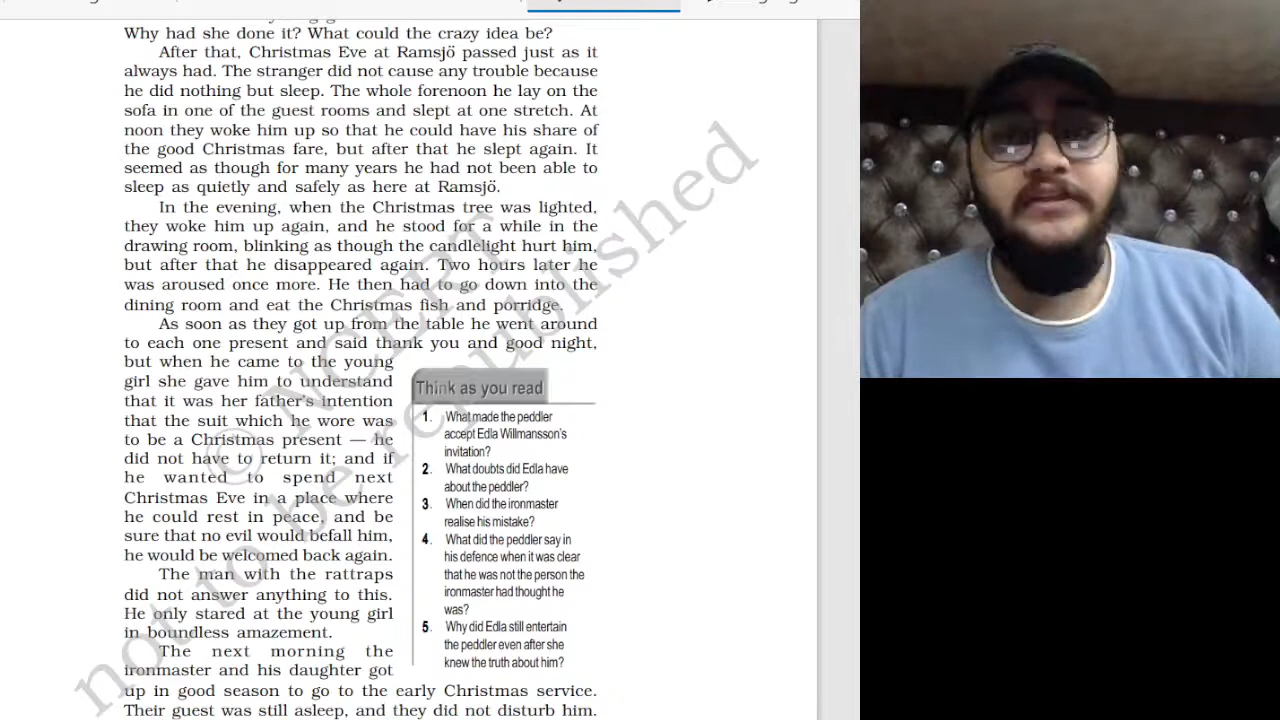 Why had she done it? What could the crazy idea be?
After that, Christmas Eve at Ramsjö passed just as it
always had. The stranger did not cause any trouble because
he did nothing but sleep. The whole forenoon he lay on the
sofa in one of the guest rooms and slept at one stretch. At
noon they woke him up so that he could have his share of
the good Christmas fare, but after that he slept again. It
seemed as though for many years he had not been able to
sleep as quietly and safely as here at Ramsjö.
In the evening, when the Christmas tree was lighted,
they woke him up again, and he stood for a while in the
drawing room, blinking as though the candlelight hurt him,
but after that he disappeared again. Two hours later he
was aroused once more. He then had to go down into the
dining room and eat the Christmas fish and porridge.
As soon as they got up from the table he went around
to each one present and said thank you and good night,
but when he came to the young
girl she gave him to understand
that it was her father's intention
that the suit which he wore was
to be a Christmas present — he
did not have to return it; and if
he wanted to spend next
Christmas Eve in a place where
he could rest in peace, and be
sure that no evil would befall him,
he would be welcomed back again.
The man with the rattraps
did not answer anything to this.
He only stared at the young girl
in boundless amazement.
The next morning the
ironmaster and his daughter got
up in good season to go to the early Christmas service.
Their guest was still asleep, and they did not disturb him.
Think as you read
1. What made the peddler
accept Edla Willmansson's
invitation?
2. What doubts did Edla have
about the peddler?
3. When did the ironmaster
realise his mistake?
4. What did the peddler say in
his defence when it was clear
that he was not the person the
ironmaster had thought he
was?
5. Why did Edla still entertain
the peddler even after she
knew the truth about him?
© NCERT
not to be republished